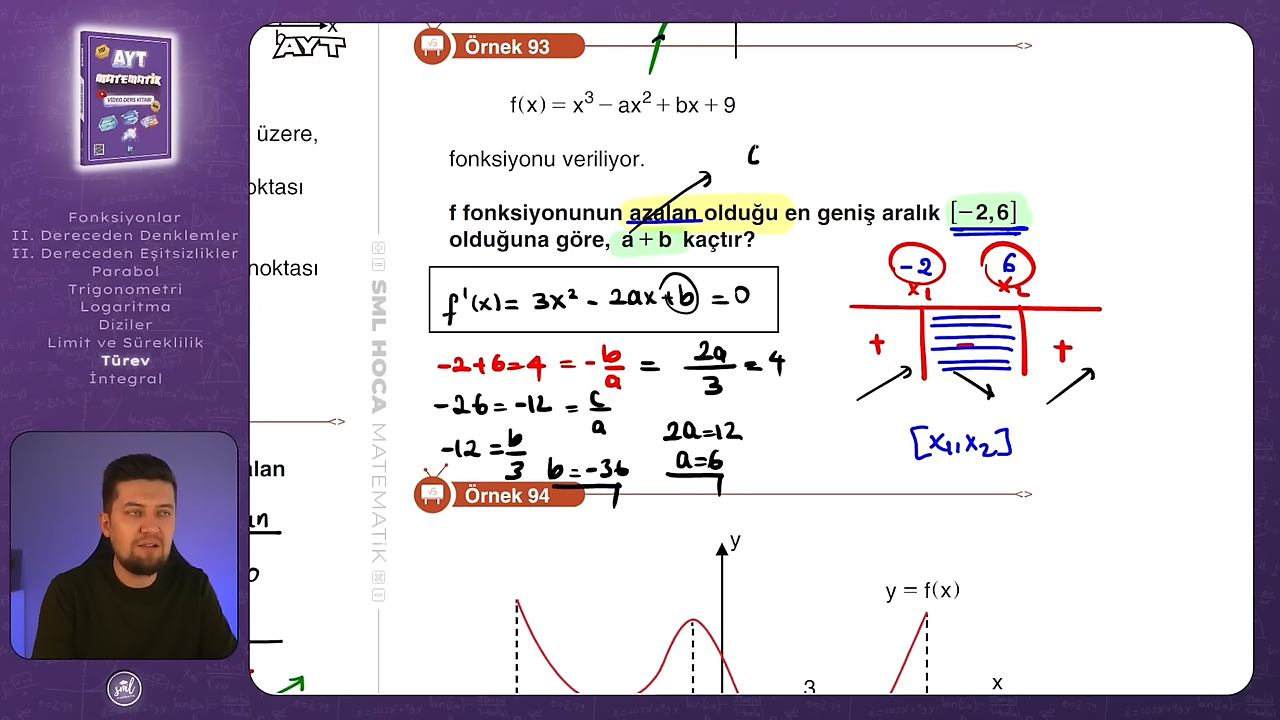 AYT
MATEMATİK
VİDEO DERS KİTABI
Fonksiyonlar
II. Dereceden Denklemler
II. Dereceden Eşitsizlikler
Parabol
Trigonometri
Logaritma
Diziler
Limit ve Süreklilik
Türev
İntegral
sml
x
AYT
üzere,
oktası
noktası
alan
SML HOCA MATEMATİK
Örnek 93
f(x) = x³ – ax² + bx + 9
fonksiyonu veriliyor.
f fonksiyonunun azalan olduğu en geniş aralık [–2,6]
olduğuna göre, a + b kaçtır?
f'(x) = 3x² - 2ax + b = 0
-2+6=4 = -b/a = 2a/3 = 4
-2 6 = -12 = c/a
-12 = b/3
b = -36
2a=12
a=6
-2 6
x₁ x₂
+ - +
[x₁,x₂]
Örnek 94
y
y = f(x)
3
x